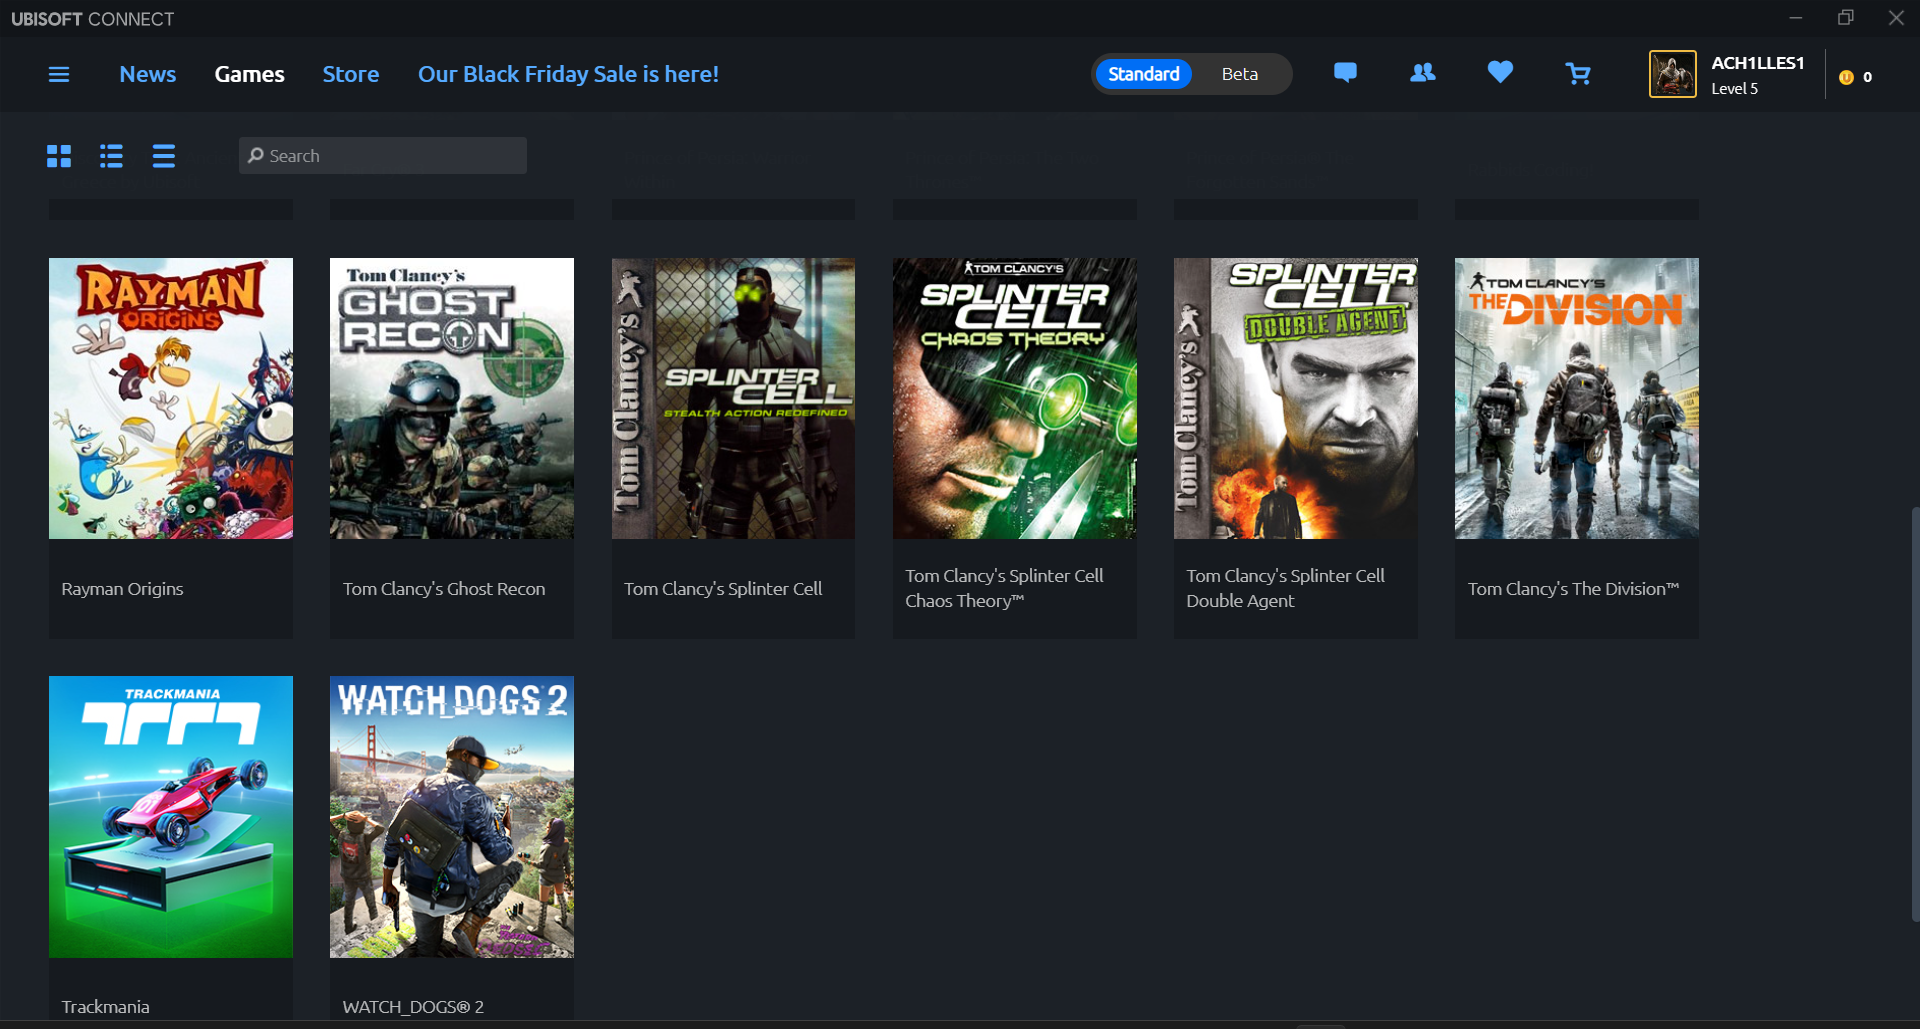 UBISOFT CONNECT
News Games Store Our Black Friday Sale is here!
Standard Beta
ACH1LLES1
Level 5
0
Search
RAYMAN
ORIGINS
Tom Clancy's
GHOST
RECON
Tom Clancy's
SPLINTER
CELL
STEALTH ACTION REDEFINED
TOM CLANCY'S
SPLINTER
CELL
CHAOS THEORY
Tom Clancy's
SPLINTER
CELL
DOUBLE AGENT
TOM CLANCY'S
THE DIVISION
Rayman Origins
Tom Clancy's Ghost Recon
Tom Clancy's Splinter Cell
Tom Clancy's Splinter Cell
Chaos Theory™
Tom Clancy's Splinter Cell
Double Agent
Tom Clancy's The Division™
TRACKMANIA
01
WATCH_DOGS 2
Trackmania
WATCH_DOGS® 2